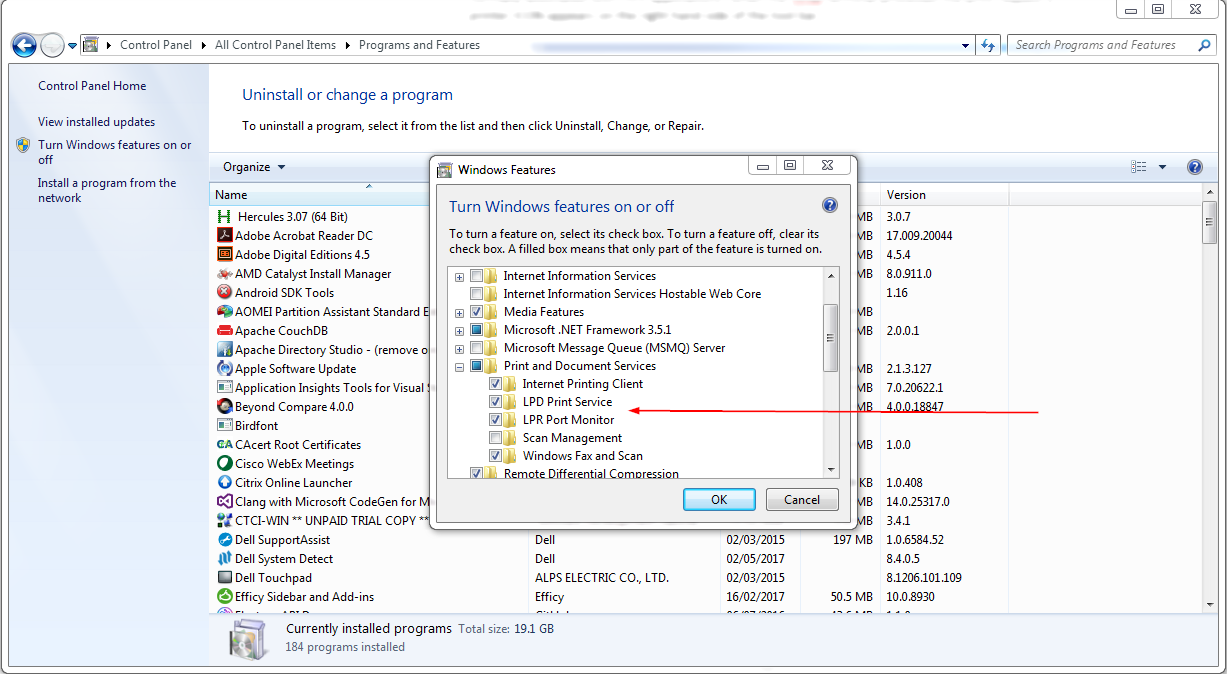 Control Panel
All Control Panel Items
Programs and Features
Search Programs and Features
Control Panel Home
View installed updates
Turn Windows features on or
off
Install a program from the
network
Uninstall or change a program
To uninstall a program, select it from the list and then click Uninstall, Change, or Repair.
Organize
Name
Version
Hercules 3.07 (64 Bit)
MB
3.0.7
Adobe Acrobat Reader DC
MB
17.009.20044
Adobe Digital Editions 4.5
MB
4.5.4
AMD Catalyst Install Manager
MB
8.0.911.0
Android SDK Tools
1.16
AOMEI Partition Assistant Standard E
MB
Apache CouchDB
MB
2.0.0.1
Apache Directory Studio - (remove o
Apple Software Update
MB
2.1.3.127
Application Insights Tools for Visual
MB
7.0.20622.1
Beyond Compare 4.0.0
MB
4.0.0.18847
Birdfont
CAcert Root Certificates
MB
1.0.0
Cisco WebEx Meetings
Citrix Online Launcher
KB
1.0.408
Clang with Microsoft CodeGen for M
MB
14.0.25317.0
CTCI-WIN ** UNPAID TRIAL COPY **
MB
3.4.1
Dell SupportAssist
Dell
02/03/2015
197 MB
1.0.6584.52
Dell System Detect
Dell
02/05/2017
8.4.0.5
Dell Touchpad
ALPS ELECTRIC CO., LTD.
02/03/2015
8.1206.101.109
Efficy Sidebar and Add-ins
Efficy
16/02/2017
50.5 MB
10.0.8930
Windows Features
Turn Windows features on or off
To turn a feature on, select its check box. To turn a feature off, clear its
check box. A filled box means that only part of the feature is turned on.
Internet Information Services
Internet Information Services Hostable Web Core
Media Features
Microsoft .NET Framework 3.5.1
Microsoft Message Queue (MSMQ) Server
Print and Document Services
Internet Printing Client
LPD Print Service
LPR Port Monitor
Scan Management
Windows Fax and Scan
Remote Differential Compression
OK
Cancel
Currently installed programs
Total size: 19.1 GB
184 programs installed